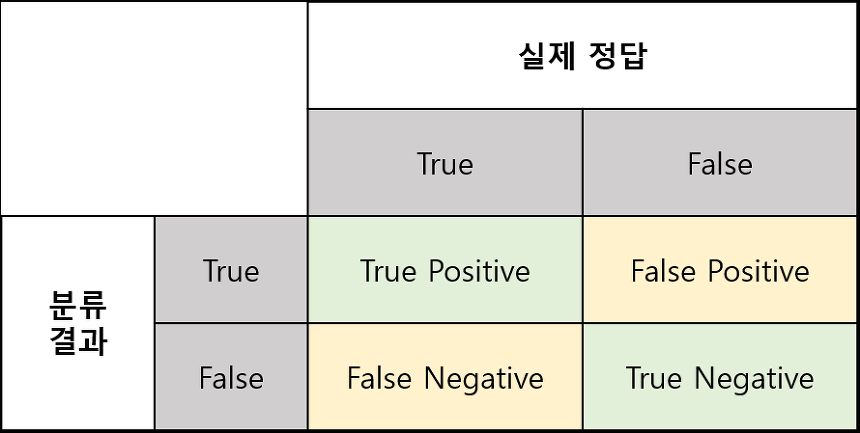 실제 정답
True
False
분류
결과
True
True Positive
False Positive
False
False Negative
True Negative